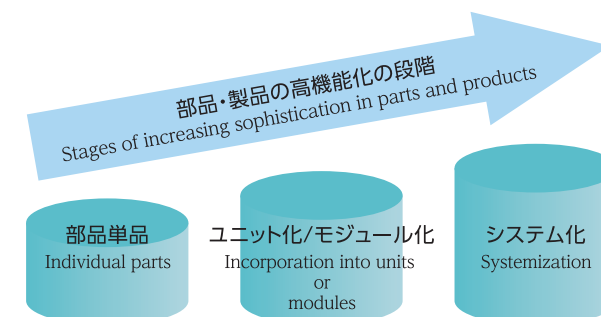 部品・製品の高機能化の段階
Stages of increasing sophistication in parts and products
部品単品
Individual parts
ユニット化/モジュール化
Incorporation into units
or
modules
システム化
Systemization